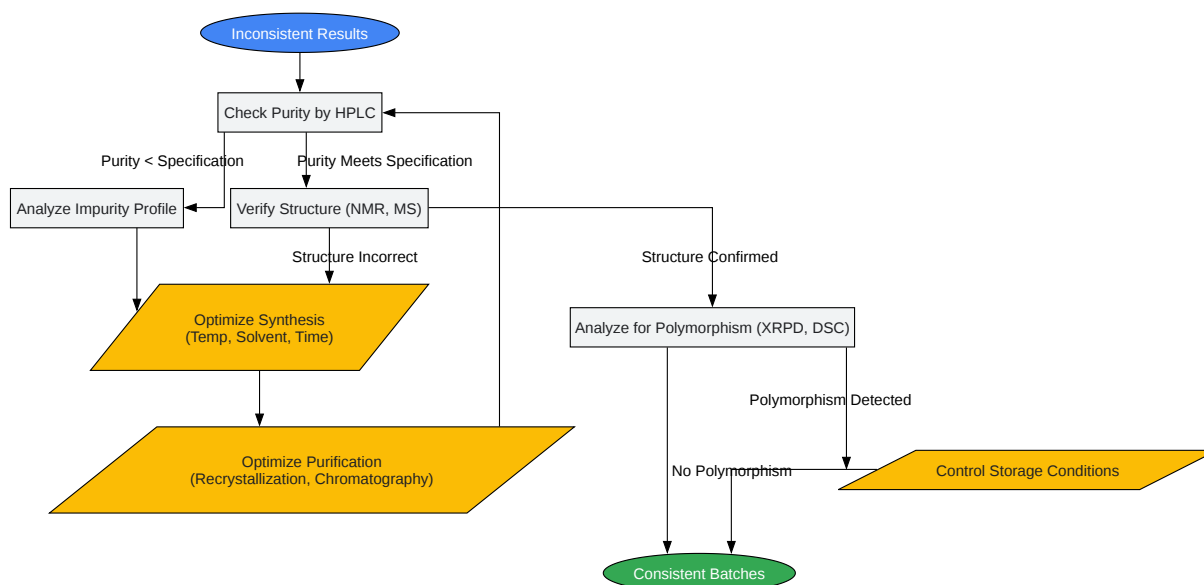 Inconsistent Results
Check Purity by HPLC
Purity < Specification
Purity Meets Specification
Analyze Impurity Profile
Verify Structure (NMR, MS)
Structure Incorrect
Structure Confirmed
Optimize Synthesis
(Temp, Solvent, Time)
Analyze for Polymorphism (XRPD, DSC)
Polymorphism Detected
Optimize Purification
(Recrystallization, Chromatography)
No Polymorphism
Control Storage Conditions
Consistent Batches